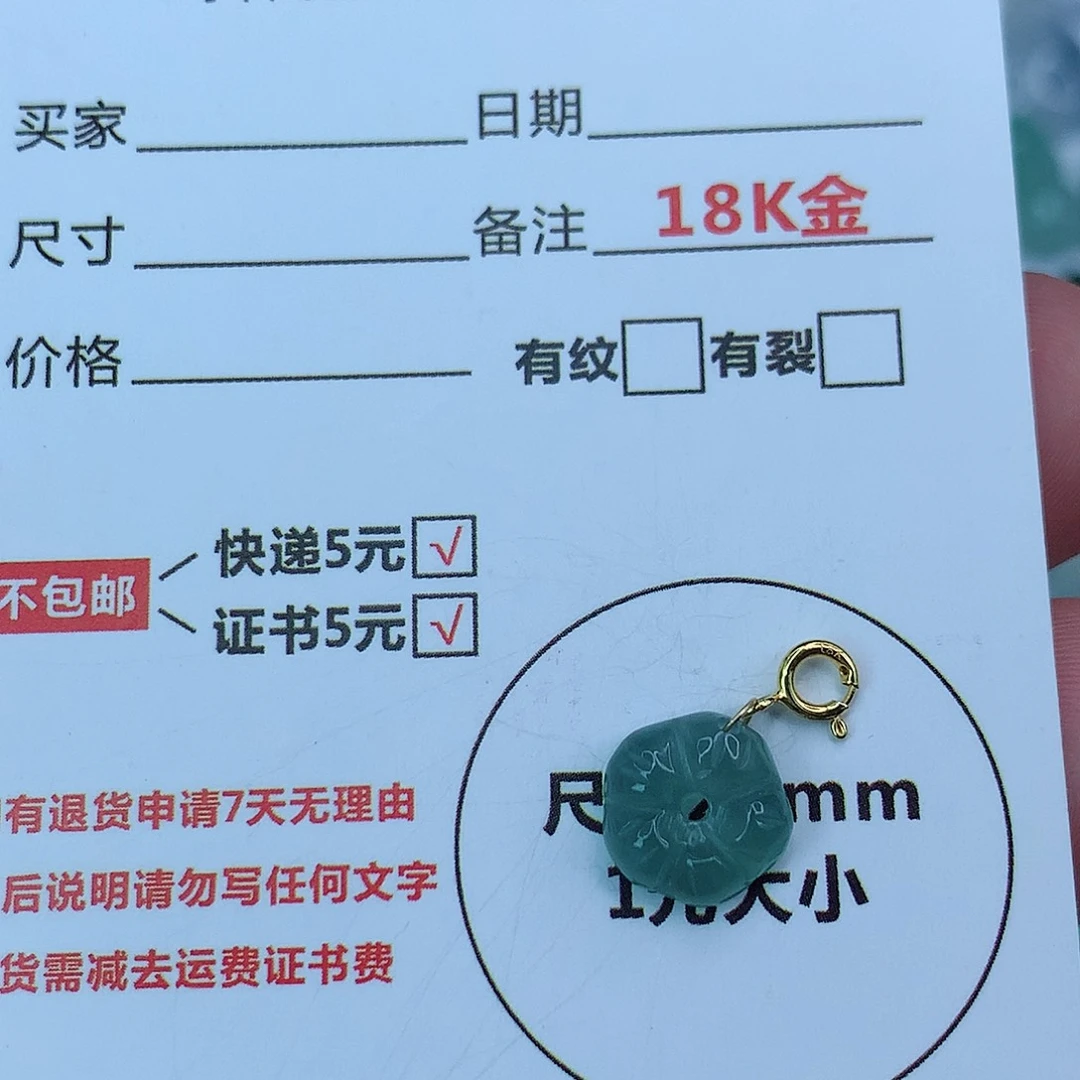 买家 日期
尺寸 备注 18K金
价格 有纹 有裂
快递5元 √
不包邮
证书5元 √
有退货申请7天无理由
后说明请勿写任何文字
货需减去运费证书费
尺 mm
1元大小